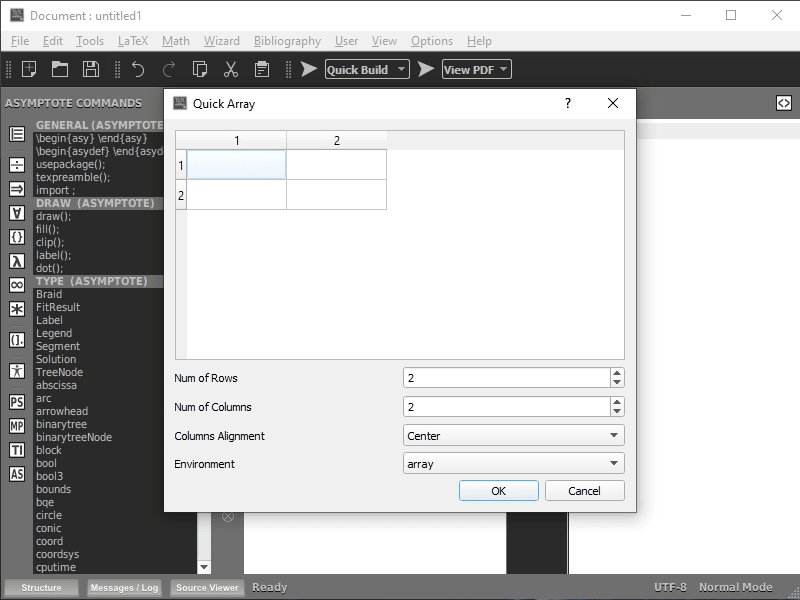 Document : untitled1
File Edit Tools LaTeX Math Wizard Bibliography User View Options Help
Quick Build View PDF
ASYMPTOTE COMMANDS
GENERAL (ASYMPTOTE
\begin{asy} \end{asy}
\begin{asydef} \end{asyd
usepackage();
texpreamble();
import ;
DRAW (ASYMPTOTE)
draw();
fill();
clip();
label();
dot();
TYPE (ASYMPTOTE)
Braid
FitResult
Label
Legend
Segment
Solution
TreeNode
abscissa
arc
arrowhead
binarytree
binarytreeNode
block
bool
bool3
bounds
bqe
circle
conic
coord
coordsys
cputime
PS
MP
TI
AS
Quick Array
?
1 2
1
2
Num of Rows 2
Num of Columns 2
Columns Alignment Center
Environment array
OK Cancel
Structure Messages / Log Source Viewer Ready UTF-8 Normal Mode